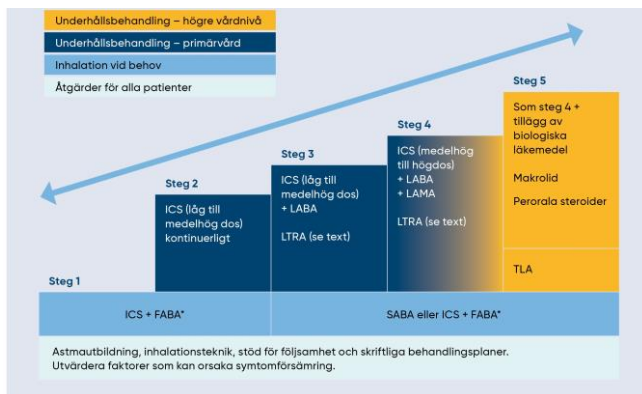 Underhållsbehandling – högre vårdnivå
Underhållsbehandling – primärvård
Inhalation vid behov
Åtgärder för alla patienter
Steg 1
Steg 2
ICS (låg till
medelhög dos)
kontinuerligt
Steg 3
ICS (låg till
medelhög dos)
+ LABA
LTRA (se text)
Steg 4
ICS (medelhög
till högdos)
+ LABA
+ LAMA
LTRA (se text)
Steg 5
Som steg 4 +
tillägg av
biologiska
läkemedel
Makrolid
Perorala steroider
TLA
ICS + FABA*
SABA eller ICS + FABA*
Astmautbildning, inhalationsteknik, stöd för följsamhet och skriftliga behandlingsplaner.
Utvärdera faktorer som kan orsaka symtomförsämring.